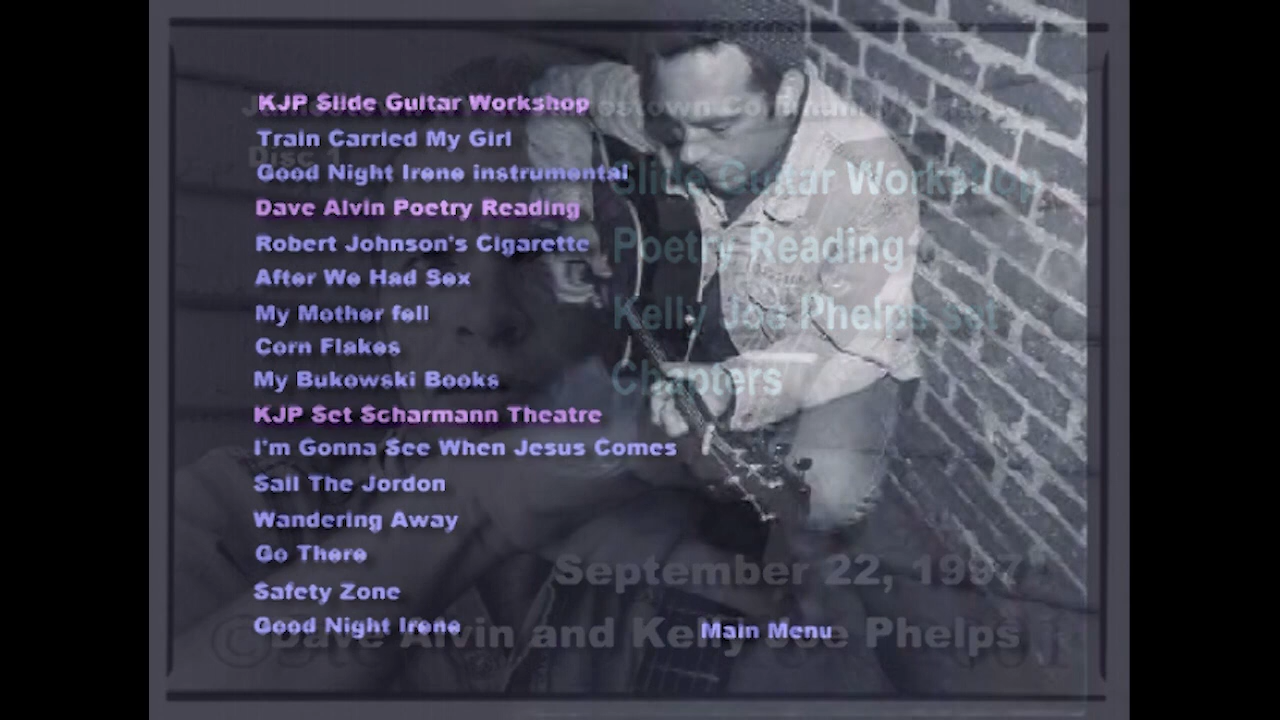 KJP Slide Guitar Workshop
Train Carried My Girl
Disc 1
Good Night Irene instrumental
Slide Guitar Workshop
Dave Alvin Poetry Reading
Robert Johnson's Cigarette
Poetry Reading
After We Had Sex
My Mother fell
Kelly Joe Phelps set
Corn Flakes
My Bukowski Books
Chapters
KJP Set Scharmann Theatre
I'm Gonna See When Jesus Comes
Sail The Jordon
Wandering Away
Go There
September 22, 1997
Safety Zone
Good Night Irene
Main Menu
Dave Alvin and Kelly Joe Phelps